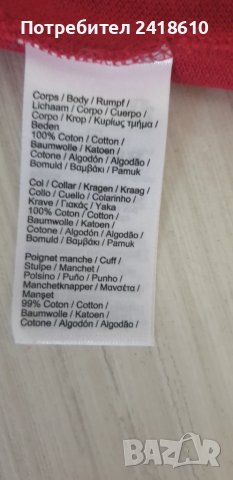 Потребител 2418610
Corps / Body / Rumpf /
Lichaam / Corpo / Cuerpo /
Corpo / Krop / Κυρίως τμήμα /
Beden
100% Coton / Cotton /
Baumwolle / Katoen /
Cotone / Algodón / Algodão /
Bomuld / Βαμβάκι / Pamuk
Col / Collar / Kragen / Kraag /
Collo / Cuello / Colarinho /
Krave / Γιακάς / Yaka
100% Coton / Cotton /
Baumwolle / Katoen /
Cotone / Algodón / Algodão /
Bomuld / Βαμβάκι / Pamuk
Poignet manche / Cuff /
Stulpe / Manchet /
Polsino / Puño / Punho /
Manchetknapper / Μανσέτα /
Manşet
99% Coton / Cotton /
Baumwolle / Katoen /
Cotone / Algodón / Algodão /
BAZAR